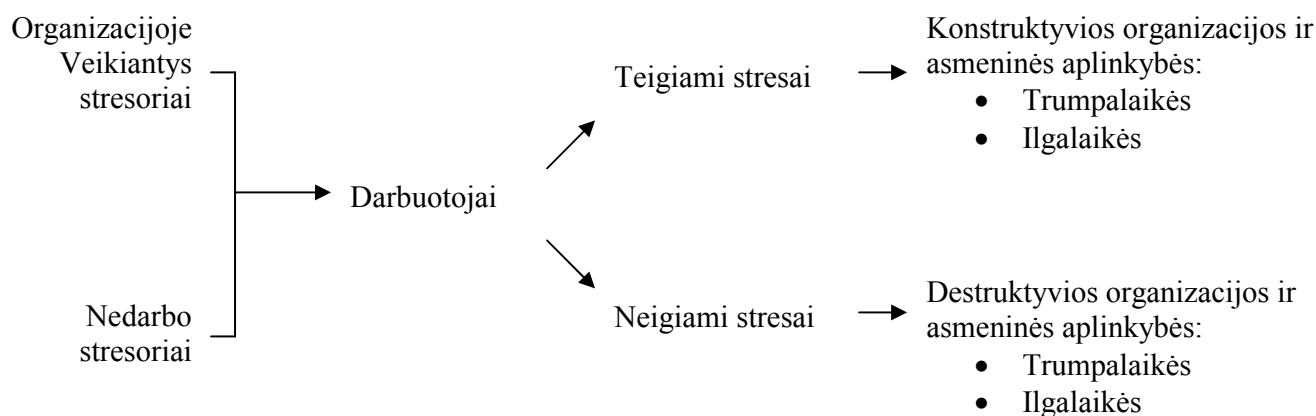 Organizacijoje
Veikiantys
stresoriai
Nedarbo
stresoriai
Darbuotojai
Teigiami stresai
Neigiami stresai
Konstruktyvios organizacijos ir
asmeninės aplinkybės:
• Trumpalaikės
• Ilgalaikės
Destruktyvios organizacijos ir
asmeninės aplinkybės:
• Trumpalaikės
• Ilgalaikės